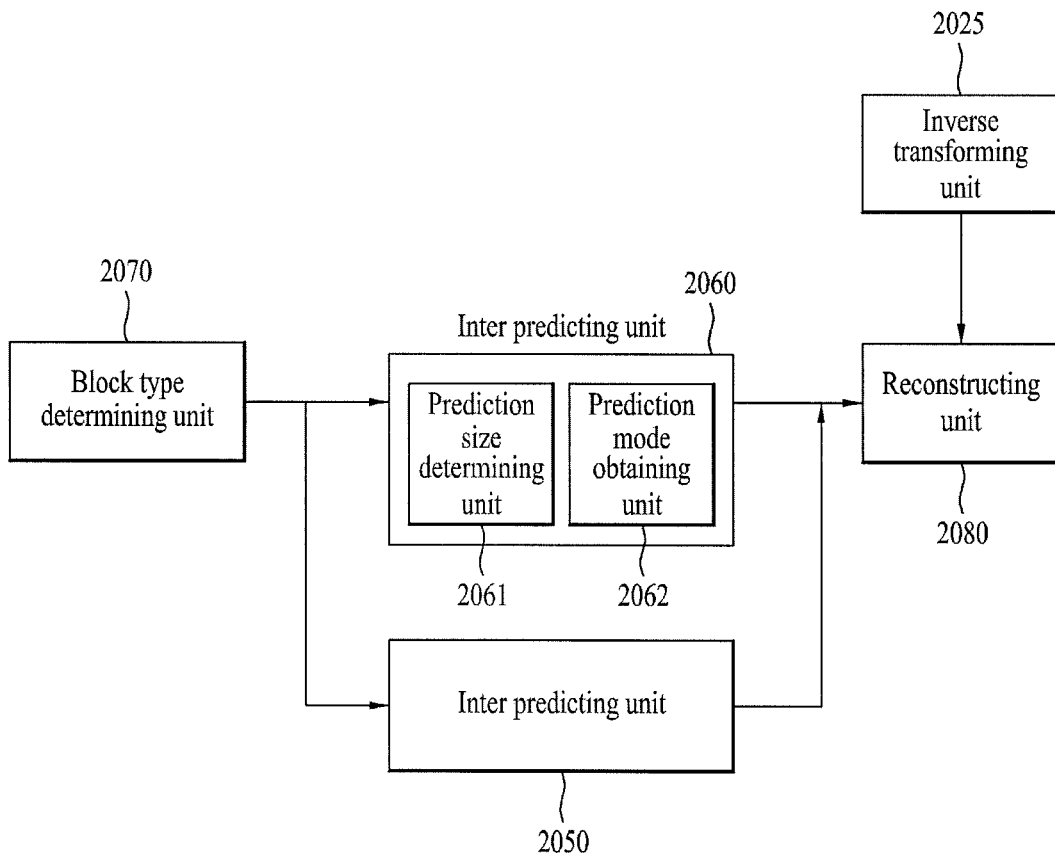 2025
Inverse
transforming
unit
2070
2060
Inter predicting unit
Block type
determining unit
Prediction
size
determining
unit
Prediction
mode
obtaining
unit
Reconstructing
unit
2061
2062
2080
Inter predicting unit
2050